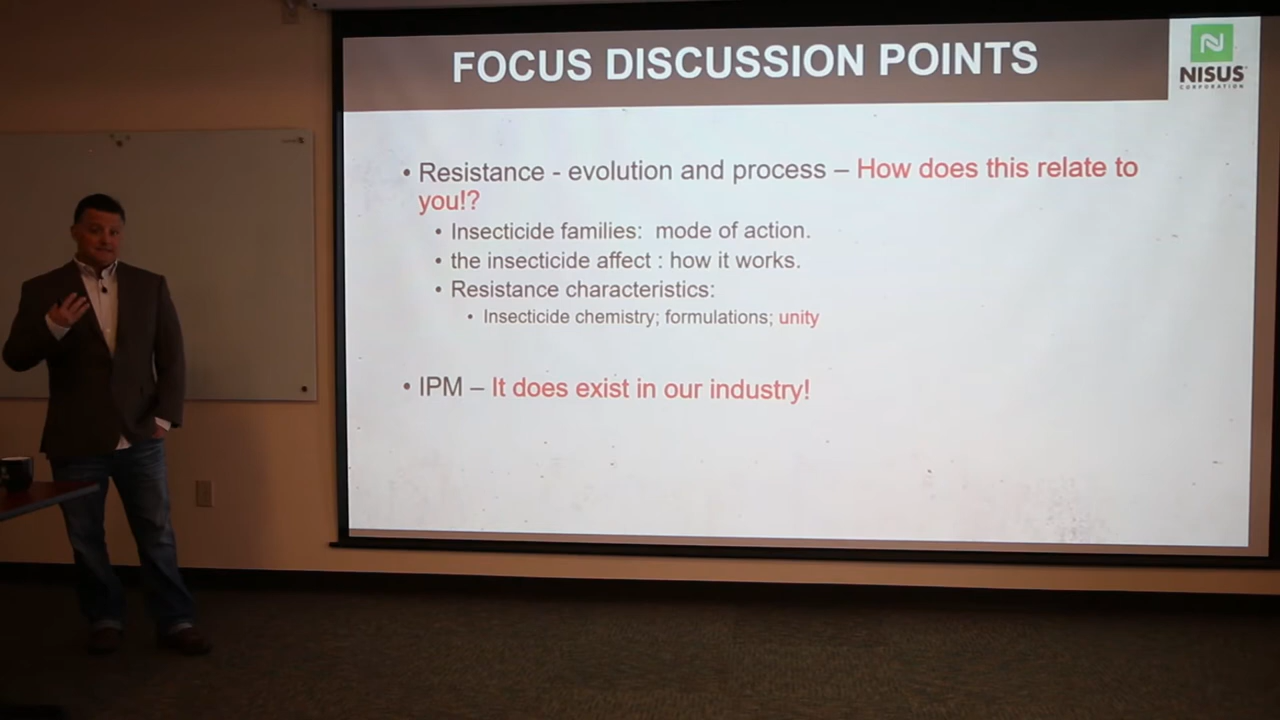 FOCUS DISCUSSION POINTS
NISUS
CORPORATION
• Resistance - evolution and process – How does this relate to
you!?
• Insecticide families: mode of action.
• the insecticide affect : how it works.
• Resistance characteristics:
• Insecticide chemistry; formulations; unity
• IPM – It does exist in our industry!